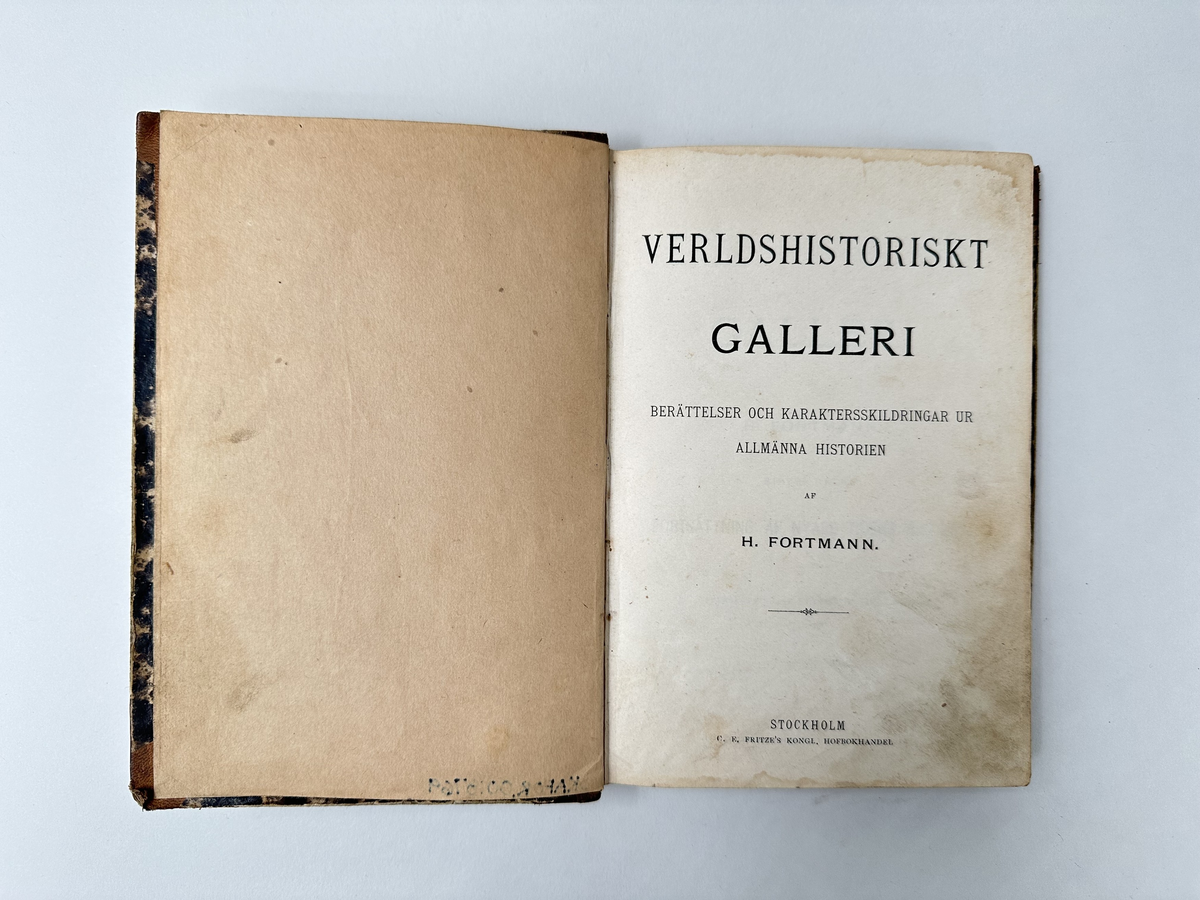 VERLDSHISTORISKT
GALLERI
BERÄTTELSER OCH KARAKTERSSKILDRINGAR UR
ALLMÄNNA HISTORIEN
AF
H. FORTMANN.
STOCKHOLM
C. E. FRITZE'S KONGL. HOFBOKHANDEL